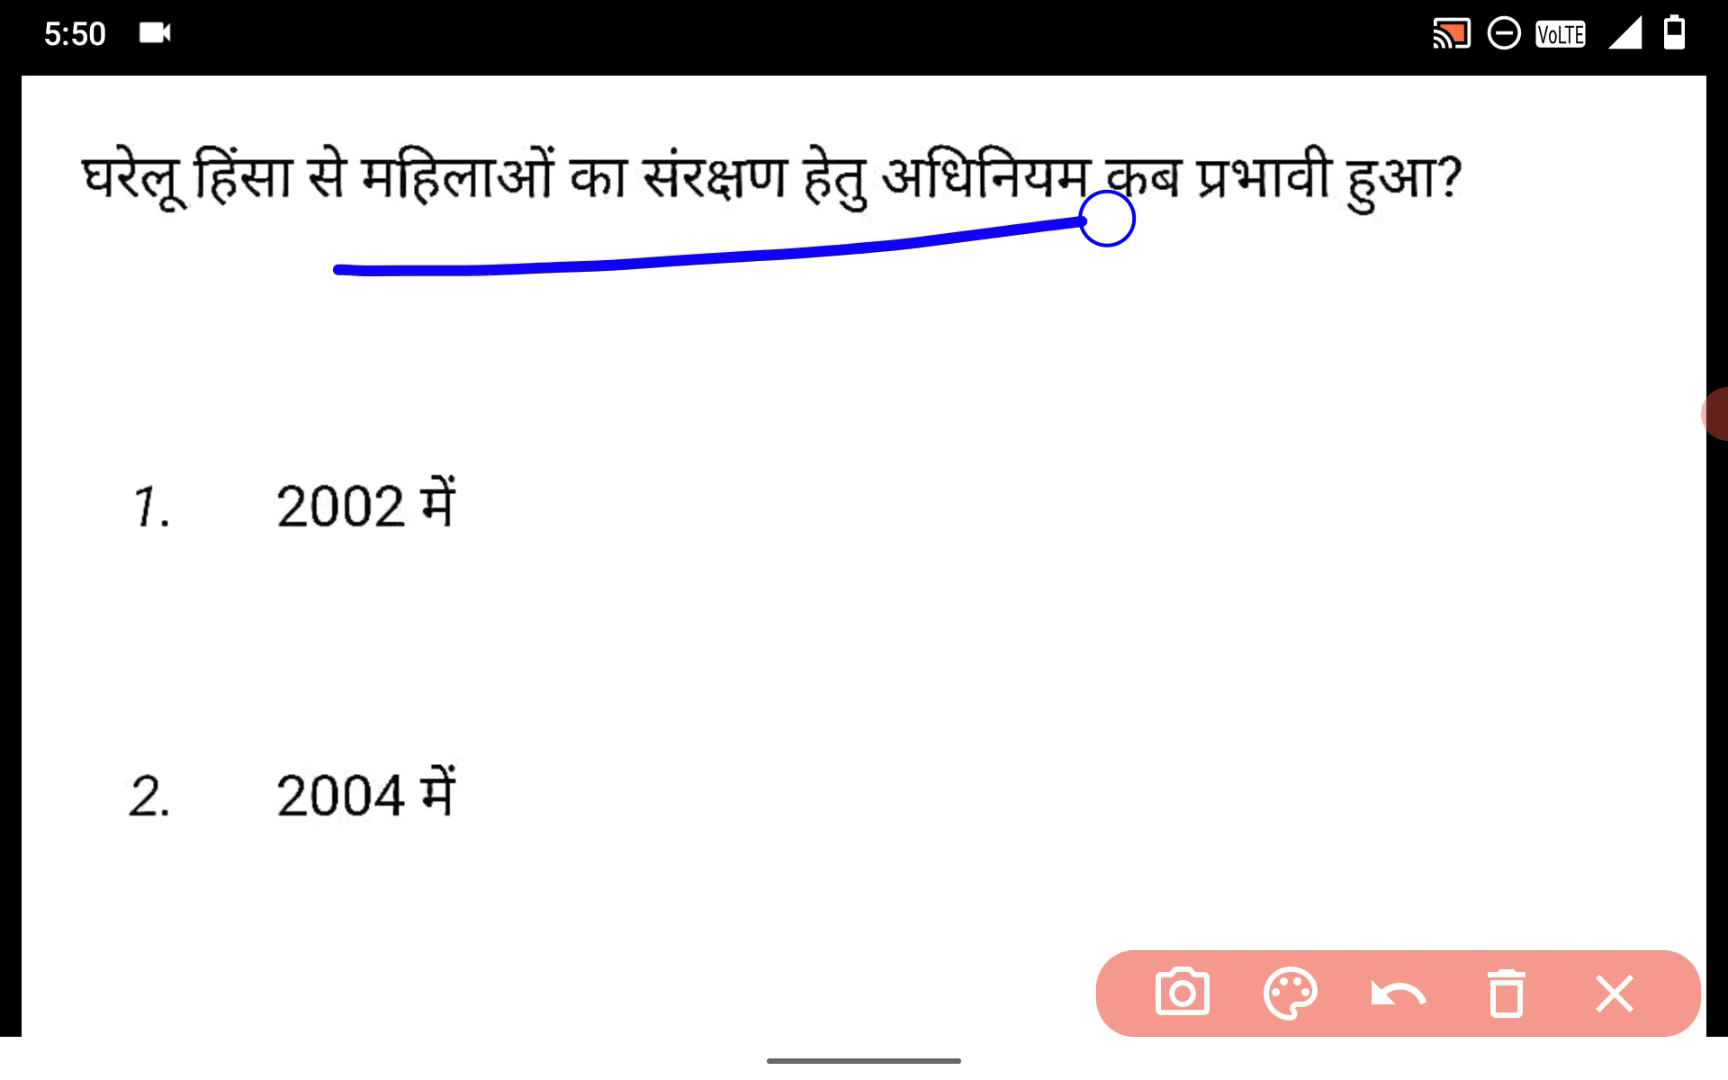 5:50
VoLTE
घरेलू हिंसा से महिलाओं का संरक्षण हेतु अधिनियम कब प्रभावी हुआ?
1. 2002 में
2. 2004 में